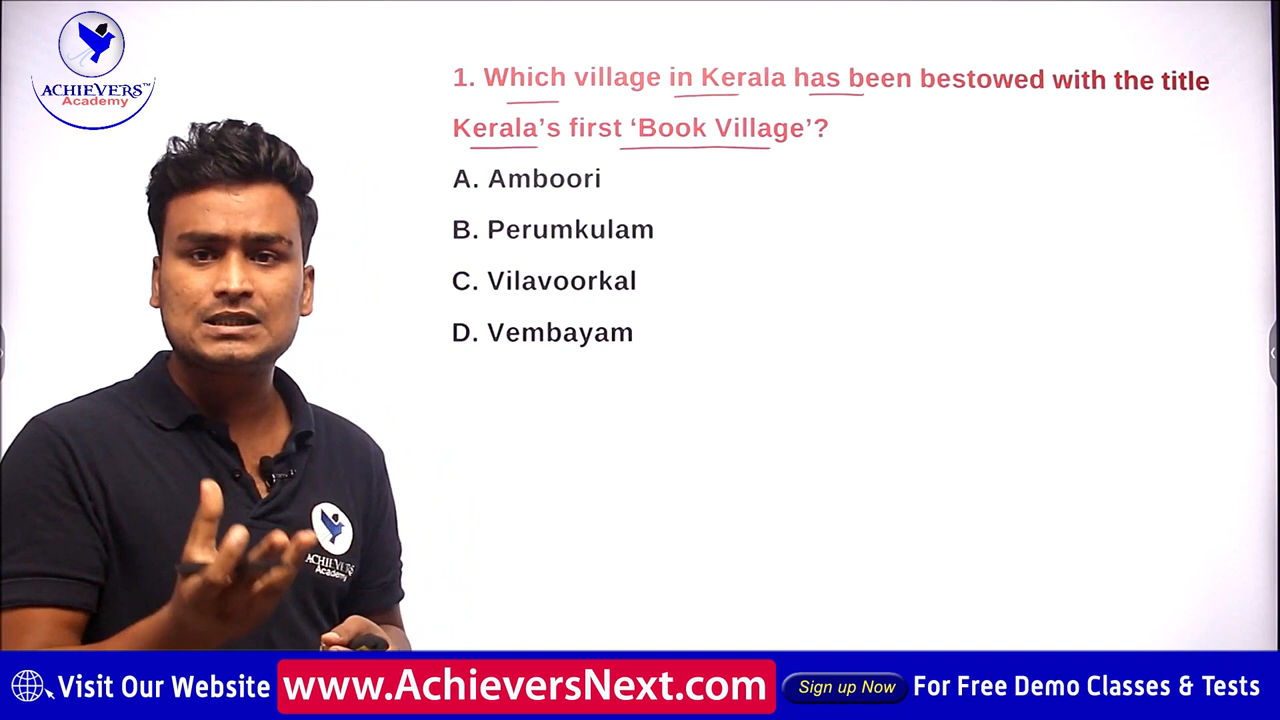 ACHIEVERS™
Academy
1. Which village in Kerala has been bestowed with the title
Kerala’s first ‘Book Village’?
A. Amboori
B. Perumkulam
C. Vilavoorkal
D. Vembayam
ACHIEVERS
Academy
Visit Our Website www.AchieversNext.com Sign up Now For Free Demo Classes & Tests